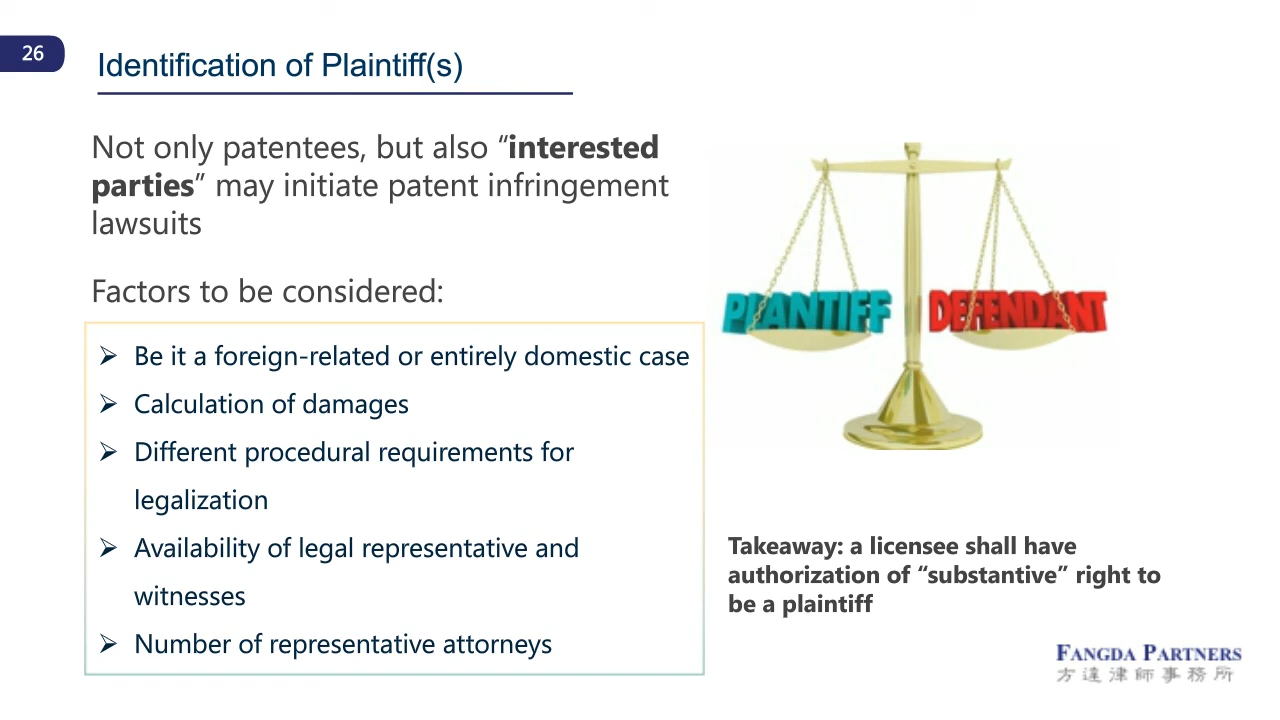 26
Identification of Plaintiff(s)
Not only patentees, but also “interested
parties” may initiate patent infringement
lawsuits
Factors to be considered:
➢ Be it a foreign-related or entirely domestic case
➢ Calculation of damages
➢ Different procedural requirements for
legalization
➢ Availability of legal representative and
witnesses
➢ Number of representative attorneys
PLANTIFF
DEFENDANT
Takeaway: a licensee shall have
authorization of “substantive” right to
be a plaintiff
FANGDA PARTNERS
方達律師事務所